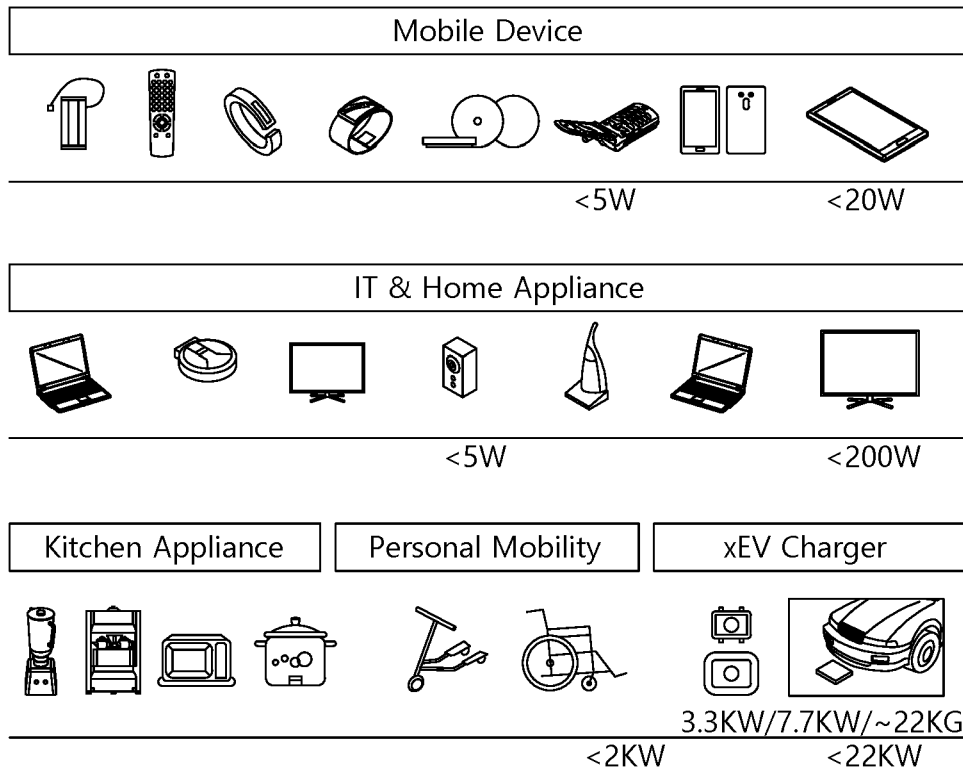 Mobile Device
<5W <20W
IT & Home Appliance
<5W <200W
Kitchen Appliance Personal Mobility xEV Charger
3.3KW/7.7KW/~22KG
<2KW <22KW